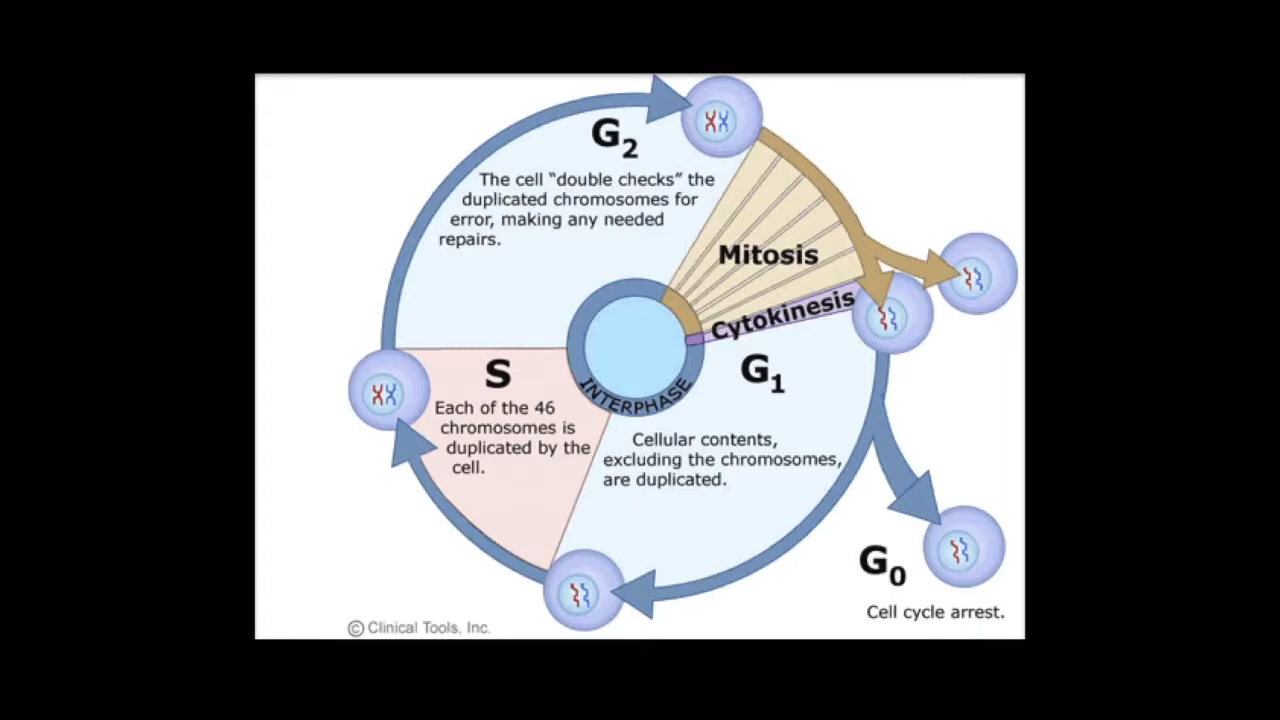 G2
The cell “double checks” the
duplicated chromosomes for
error, making any needed
repairs.
Mitosis
Cytokinesis
S
Each of the 46
chromosomes is
duplicated by the
cell.
INTERPHASE
G1
Cellular contents,
excluding the chromosomes,
are duplicated.
G0
Cell cycle arrest.
© Clinical Tools, Inc.